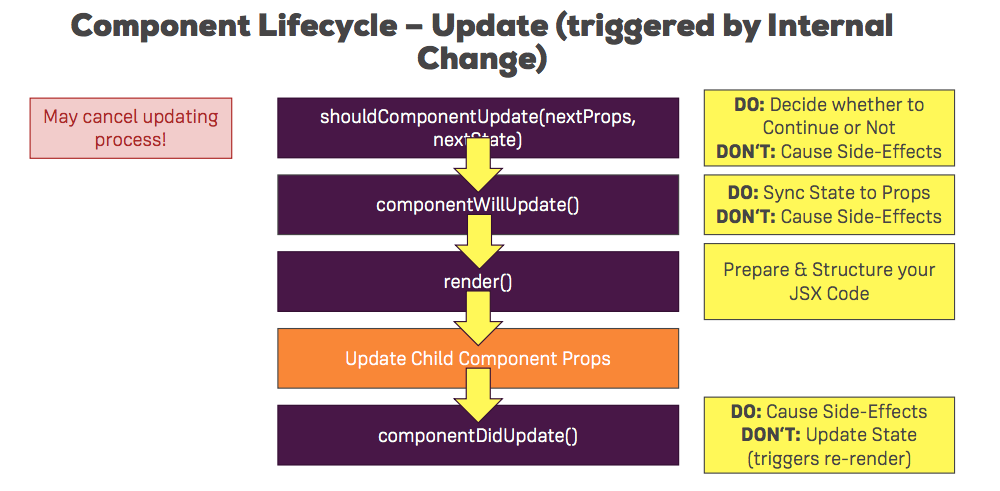 Component Lifecycle – Update (triggered by Internal
Change)
May cancel updating
process!
shouldComponentUpdate(nextProps,
nextState)
DO: Decide whether to
Continue or Not
DON'T: Cause Side-Effects
componentWillUpdate()
DO: Sync State to Props
DON'T: Cause Side-Effects
render()
Prepare & Structure your
JSX Code
Update Child Component Props
componentDidUpdate()
DO: Cause Side-Effects
DON'T: Update State
(triggers re-render)